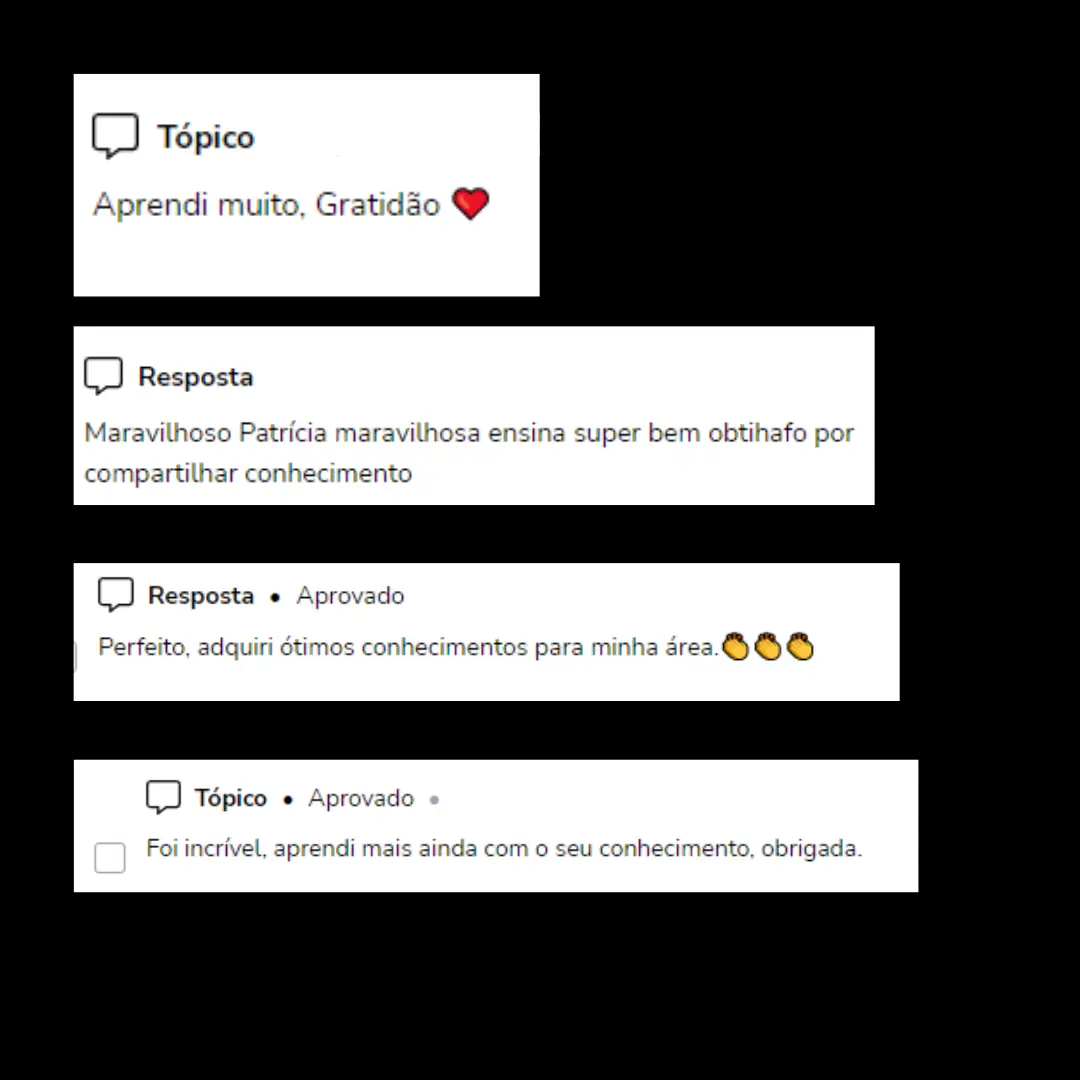 Tópico
Aprendi muito, Gratidão ❤️
Resposta
Maravilhoso Patrícia maravilhosa ensina super bem obtihafo por
compartilhar conhecimento
Resposta • Aprovado
Perfeito, adquiri ótimos conhecimentos para minha área.👏👏👏
Tópico • Aprovado •
Foi incrível, aprendi mais ainda com o seu conhecimento, obrigada.